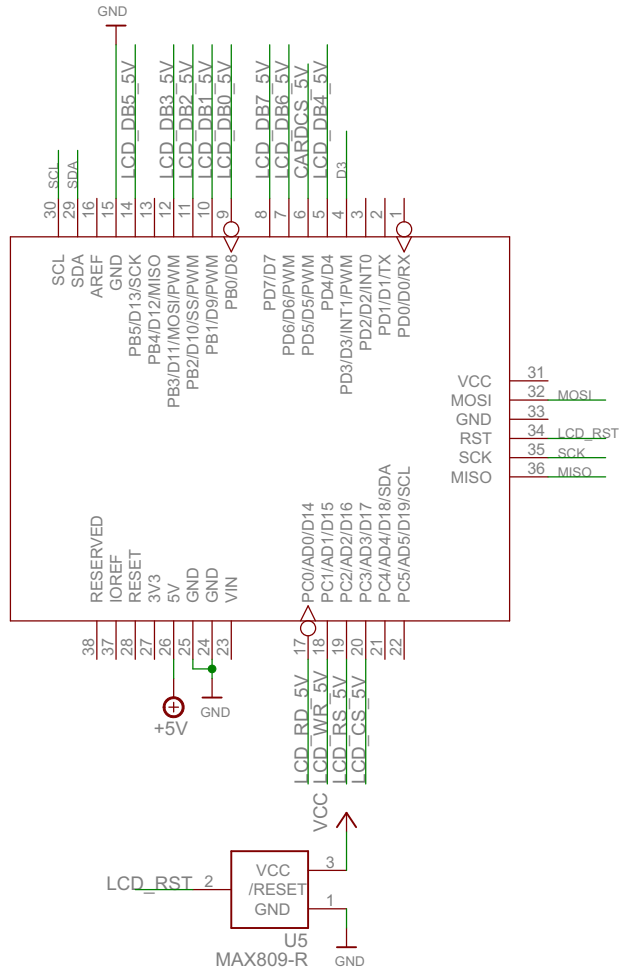 GND
SCL
SDA
LCD_DB5_5V
LCD_DB3_5V
LCD_DB2_5V
LCD_DB1_5V
LCD_DB0_5V
LCD_DB7_5V
LCD_DB6_5V
CARDCS_5V
LCD_DB4_5V
D3
30
29
16
15
14
13
12
11
10
9
8
7
6
5
4
3
2
1
SCL
SDA
AREF
GND
PB5/D13/SCK
PB4/D12/MISO
PB3/D11/MOSI/PWM
PB2/D10/SS/PWM
PB1/D9/PWM
PB0/D8
PD7/D7
PD6/D6/PWM
PD5/D5/PWM
PD4/D4
PD3/D3/INT1/PWM
PD2/D2/INT0
PD1/D1/TX
PD0/D0/RX
VCC 31
MOSI 32 MOSI
GND 33
RST 34 LCD_RST
SCK 35 SCK
MISO 36 MISO
RESERVED
IOREF
RESET
3V3
5V
GND
GND
VIN
PC0/AD0/D14
PC1/AD1/D15
PC2/AD2/D16
PC3/AD3/D17
PC4/AD4/D18/SDA
PC5/AD5/D19/SCL
38
37
28
27
26
25
24
23
17
18
19
20
21
22
+5V
GND
LCD_RD_5V
LCD_WR_5V
LCD_RS_5V
LCD_CS_5V
VCC
VCC 3
LCD_RST 2 /RESET
GND 1
U5
MAX809-R
GND